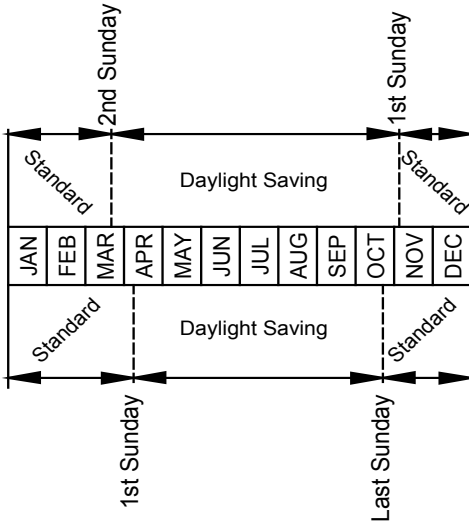 2nd Sunday
1st Sunday
Standard
Daylight Saving
Standard
JAN
FEB
MAR
APR
MAY
JUN
JUL
AUG
SEP
OCT
NOV
DEC
Standard
Daylight Saving
Standard
1st Sunday
Last Sunday